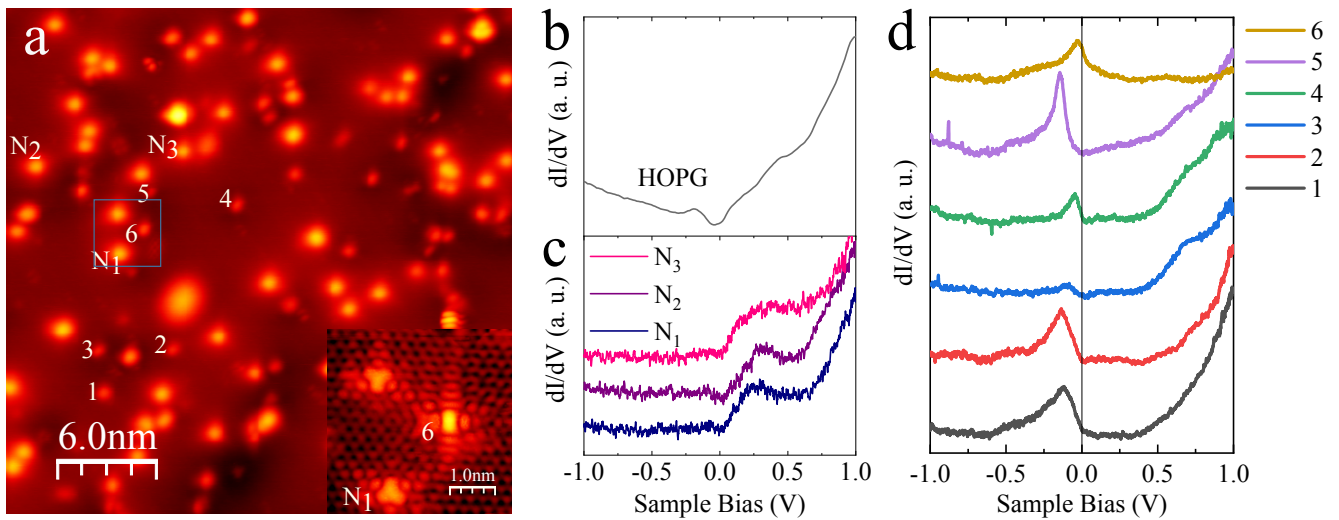 a
N2
N3
5
4
6
N1
3
2
1
6.0nm
6
N1
1.0nm
b
dI/dV (a. u.)
HOPG
c
dI/dV (a. u.)
N3
N2
N1
-1.0 -0.5 0.0 0.5 1.0
Sample Bias (V)
d
dI/dV (a. u.)
-1.0 -0.5 0.0 0.5 1.0
Sample Bias (V)
6
5
4
3
2
1